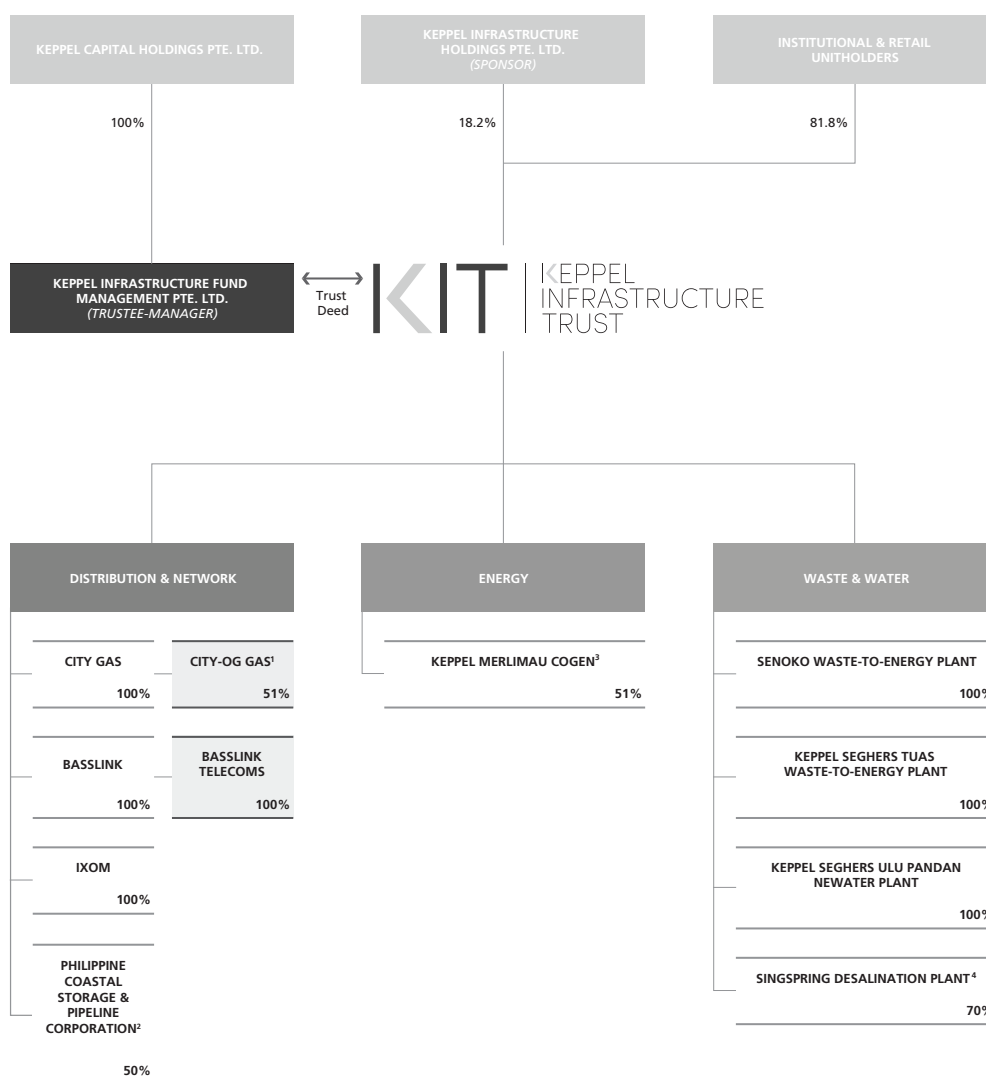 KEPPEL CAPITAL HOLDINGS PTE. LTD.
KEPPEL INFRASTRUCTURE
HOLDINGS PTE. LTD.
(SPONSOR)
INSTITUTIONAL & RETAIL
UNITHOLDERS
100%
18.2%
81.8%
KEPPEL INFRASTRUCTURE FUND
MANAGEMENT PTE. LTD.
(TRUSTEE-MANAGER)
Trust
Deed
KIT
KEPPEL
INFRASTRUCTURE
TRUST
DISTRIBUTION & NETWORK
CITY GAS
100%
CITY-OG GAS¹
51%
BASSLINK
100%
BASSLINK
TELECOMS
100%
IXOM
100%
PHILIPPINE
COASTAL
STORAGE &
PIPELINE
CORPORATION²
50%
ENERGY
KEPPEL MERLIMAU COGEN³
51%
WASTE & WATER
SENOKO WASTE-TO-ENERGY PLANT
100%
KEPPEL SEGHERS TUAS
WASTE-TO-ENERGY PLANT
100%
KEPPEL SEGHERS ULU PANDAN
NEWATER PLANT
100%
SINGSPRING DESALINATION PLANT⁴
70%